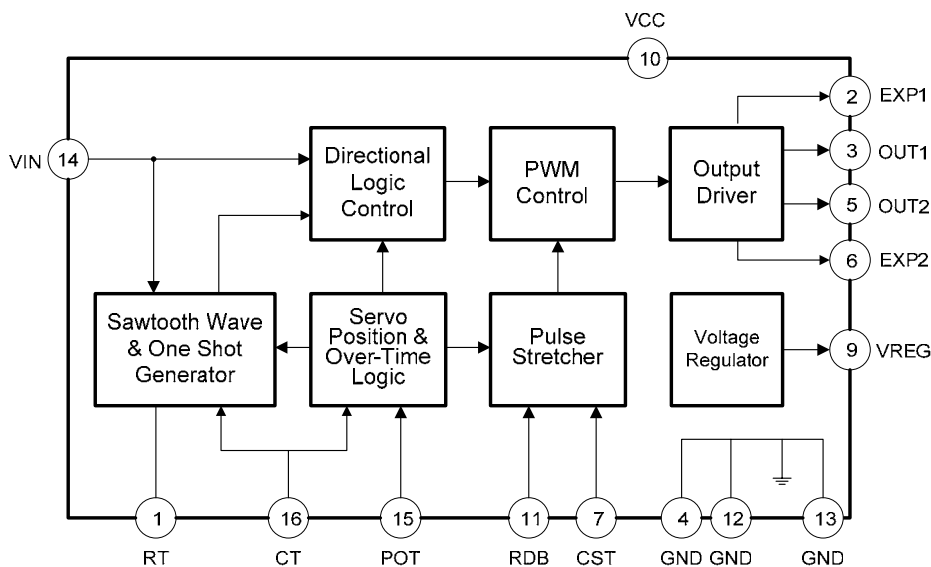 VCC
10
2 EXP1
VIN 14
Directional
Logic
Control
PWM
Control
Output
Driver
3 OUT1
5 OUT2
6 EXP2
Sawtooth Wave
& One Shot
Generator
Servo
Position &
Over-Time
Logic
Pulse
Stretcher
Voltage
Regulator
9 VREG
1 16 15 11 7 4 12 13
RT CT POT RDB CST GND GND GND